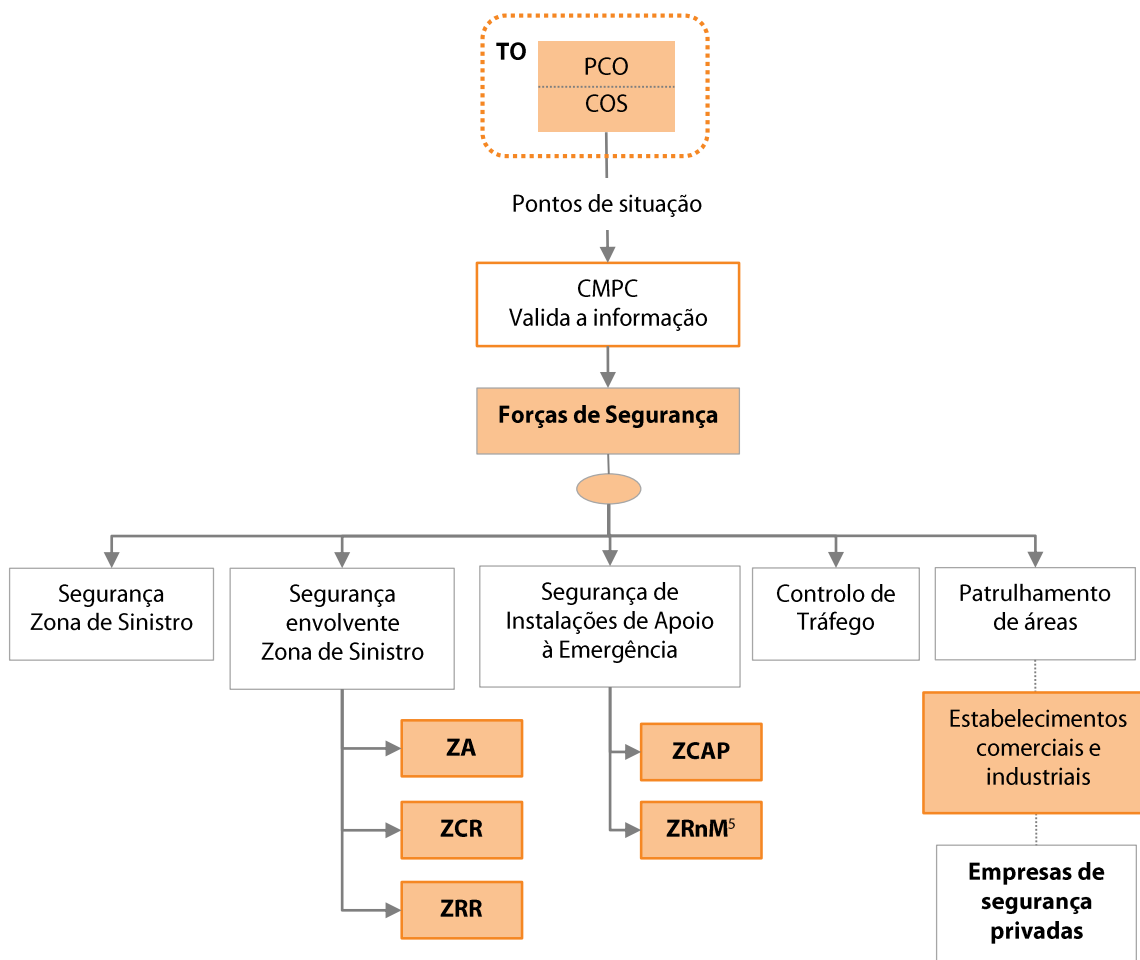 TO
PCO
COS
Pontos de situação
CMPC
Valida a informação
Forças de Segurança
Segurança
Zona de Sinistro
Segurança
envolvente
Zona de Sinistro
Segurança de
Instalações de Apoio
à Emergência
Controlo de
Tráfego
Patrulhamento
de áreas
ZA
ZCR
ZRR
ZCAP
ZRnM⁵
Estabelecimentos
comerciais e
industriais
Empresas de
segurança
privadas